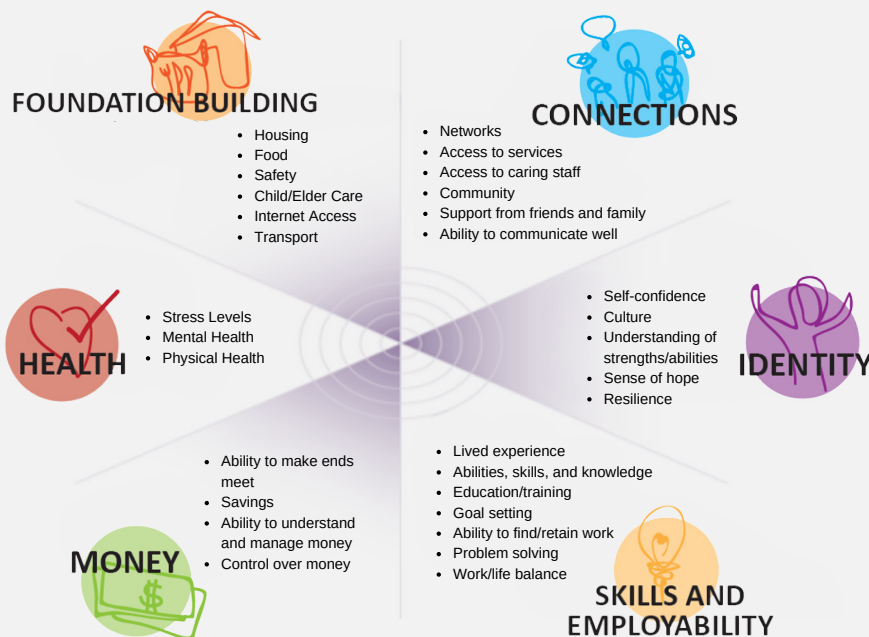 FOUNDATION BUILDING
• Housing
• Food
• Safety
• Child/Elder Care
• Internet Access
• Transport
CONNECTIONS
• Networks
• Access to services
• Access to caring staff
• Community
• Support from friends and family
• Ability to communicate well
HEALTH
• Stress Levels
• Mental Health
• Physical Health
• Self-confidence
• Culture
• Understanding of
strengths/abilities
• Sense of hope
• Resilience
IDENTITY
• Ability to make ends
meet
• Savings
• Ability to understand
and manage money
• Control over money
MONEY
$
• Lived experience
• Abilities, skills, and knowledge
• Education/training
• Goal setting
• Ability to find/retain work
• Problem solving
• Work/life balance
SKILLS AND
EMPLOYABILITY